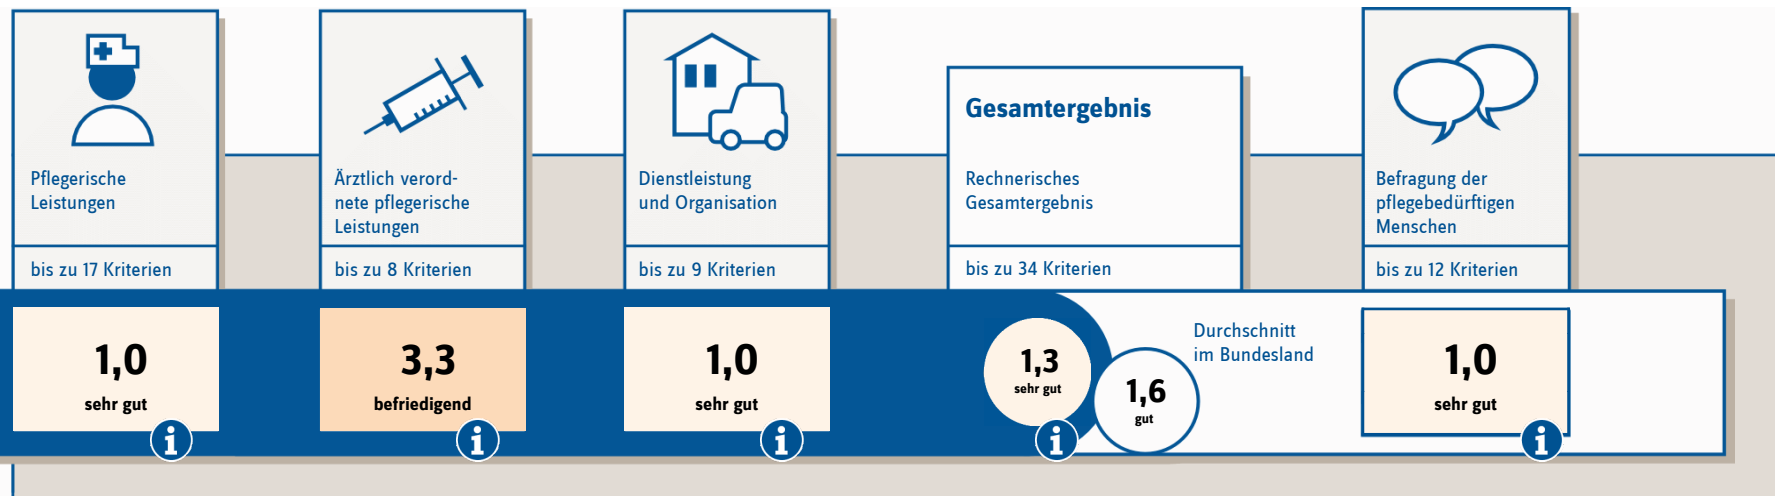 Pflegerische
Leistungen
bis zu 17 Kriterien
1,0
sehr gut
i
Ärztlich verord-
nete pflegerische
Leistungen
bis zu 8 Kriterien
3,3
befriedigend
i
Dienstleistung
und Organisation
bis zu 9 Kriterien
1,0
sehr gut
i
Gesamtergebnis
Rechnerisches
Gesamtergebnis
bis zu 34 Kriterien
1,3
sehr gut
i
1,6
gut
Durchschnitt
im Bundesland
Befragung der
pflegebedürftigen
Menschen
bis zu 12 Kriterien
1,0
sehr gut
i